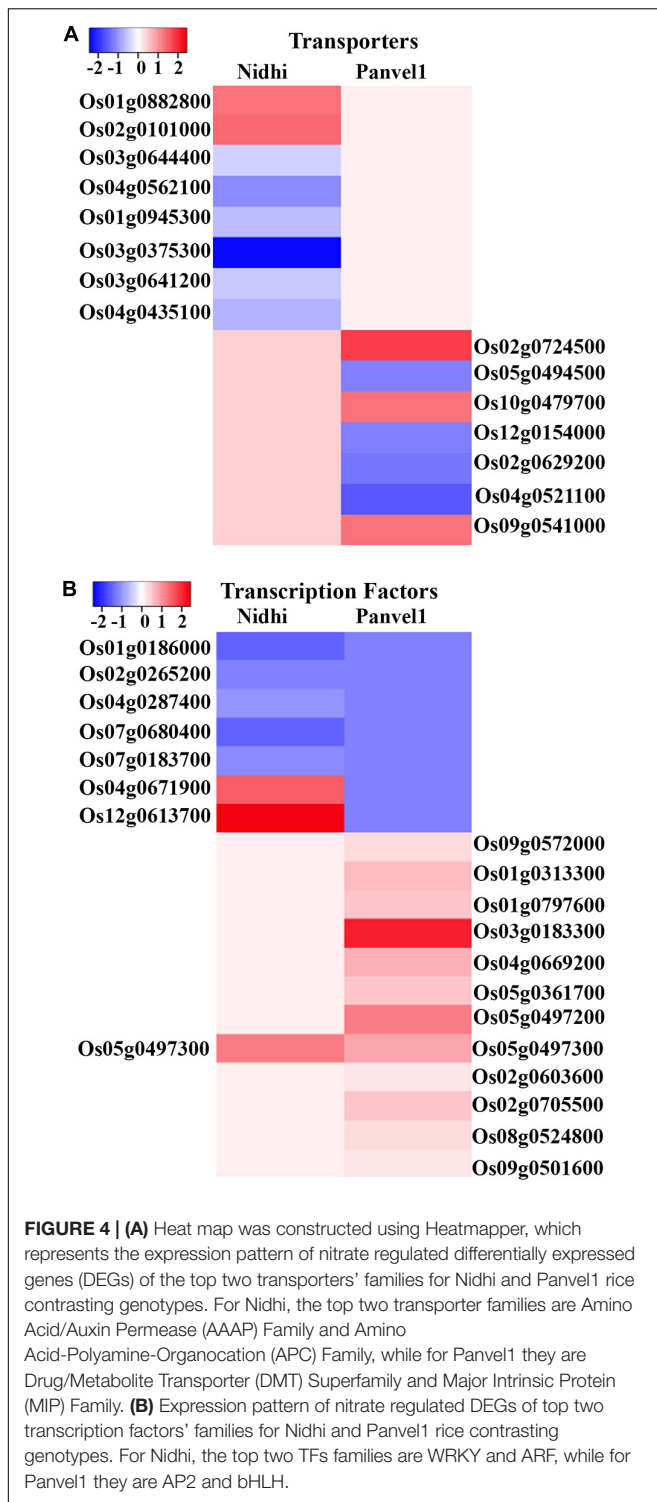 A
Transporters
-2 -1 0 1 2
Nidhi Panvel1
Os01g0882800
Os02g0101000
Os03g0644400
Os04g0562100
Os01g0945300
Os03g0375300
Os03g0641200
Os04g0435100
Os02g0724500
Os05g0494500
Os10g0479700
Os12g0154000
Os02g0629200
Os04g0521100
Os09g0541000
B
Transcription Factors
-2 -1 0 1 2
Nidhi Panvel1
Os01g0186000
Os02g0265200
Os04g0287400
Os07g0680400
Os07g0183700
Os04g0671900
Os12g0613700
Os09g0572000
Os01g0313300
Os01g0797600
Os03g0183300
Os04g0669200
Os05g0361700
Os05g0497200
Os05g0497300 Os05g0497300
Os02g0603600
Os02g0705500
Os08g0524800
Os09g0501600
FIGURE 4 | (A) Heat map was constructed using Heatmapper, which
represents the expression pattern of nitrate regulated differentially expressed
genes (DEGs) of the top two transporters' families for Nidhi and Panvel1 rice
contrasting genotypes. For Nidhi, the top two transporter families are Amino
Acid/Auxin Permease (AAAP) Family and Amino
Acid-Polyamine-Organocation (APC) Family, while for Panvel1 they are
Drug/Metabolite Transporter (DMT) Superfamily and Major Intrinsic Protein
(MIP) Family. (B) Expression pattern of nitrate regulated DEGs of top two
transcription factors' families for Nidhi and Panvel1 rice contrasting
genotypes. For Nidhi, the top two TFs families are WRKY and ARF, while for
Panvel1 they are AP2 and bHLH.